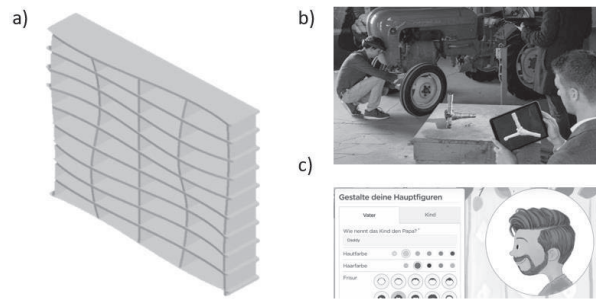 a)
b)
c)
Gestalte deine Hauptfiguren
Vater
Kind
Wie nennt das Kind den Papa?*
Daddy
Hautfarbe
Haarfarbe
Frisur